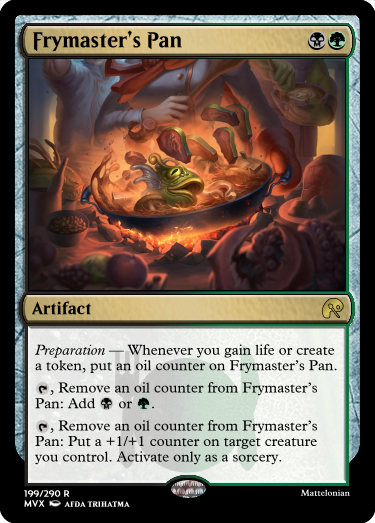 Frymaster's Pan
Artifact
Preparation — Whenever you gain life or create
a token, put an oil counter on Frymaster's Pan.
, Remove an oil counter from Frymaster's
Pan: Add or .
, Remove an oil counter from Frymaster's
Pan: Put a +1/+1 counter on target creature
you control. Activate only as a sorcery.
199/290 R
MVX AFDA TRIHATMA
Mattelonian